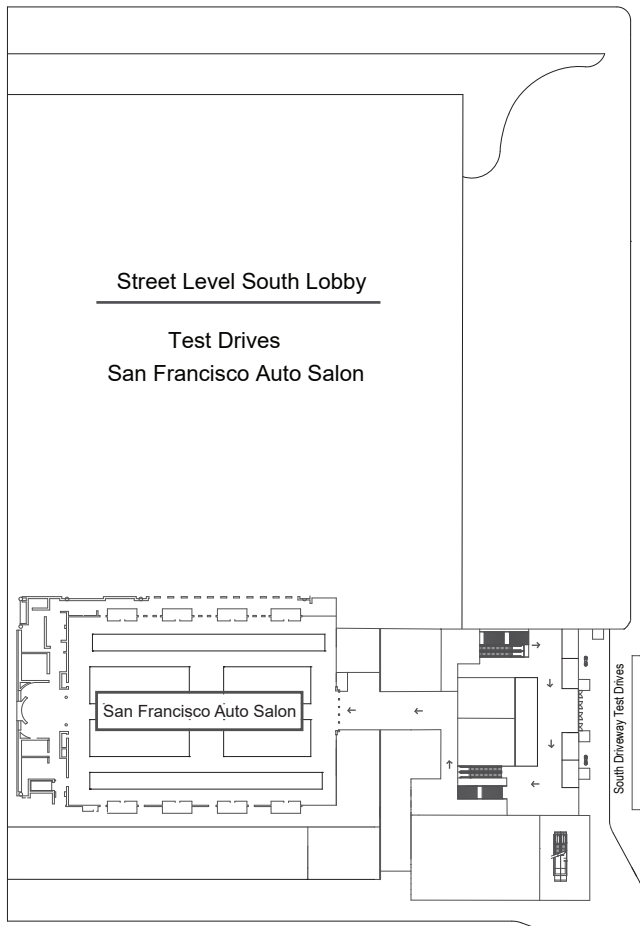 Street Level South Lobby
Test Drives
San Francisco Auto Salon
San Francisco Auto Salon
South Driveway Test Drives